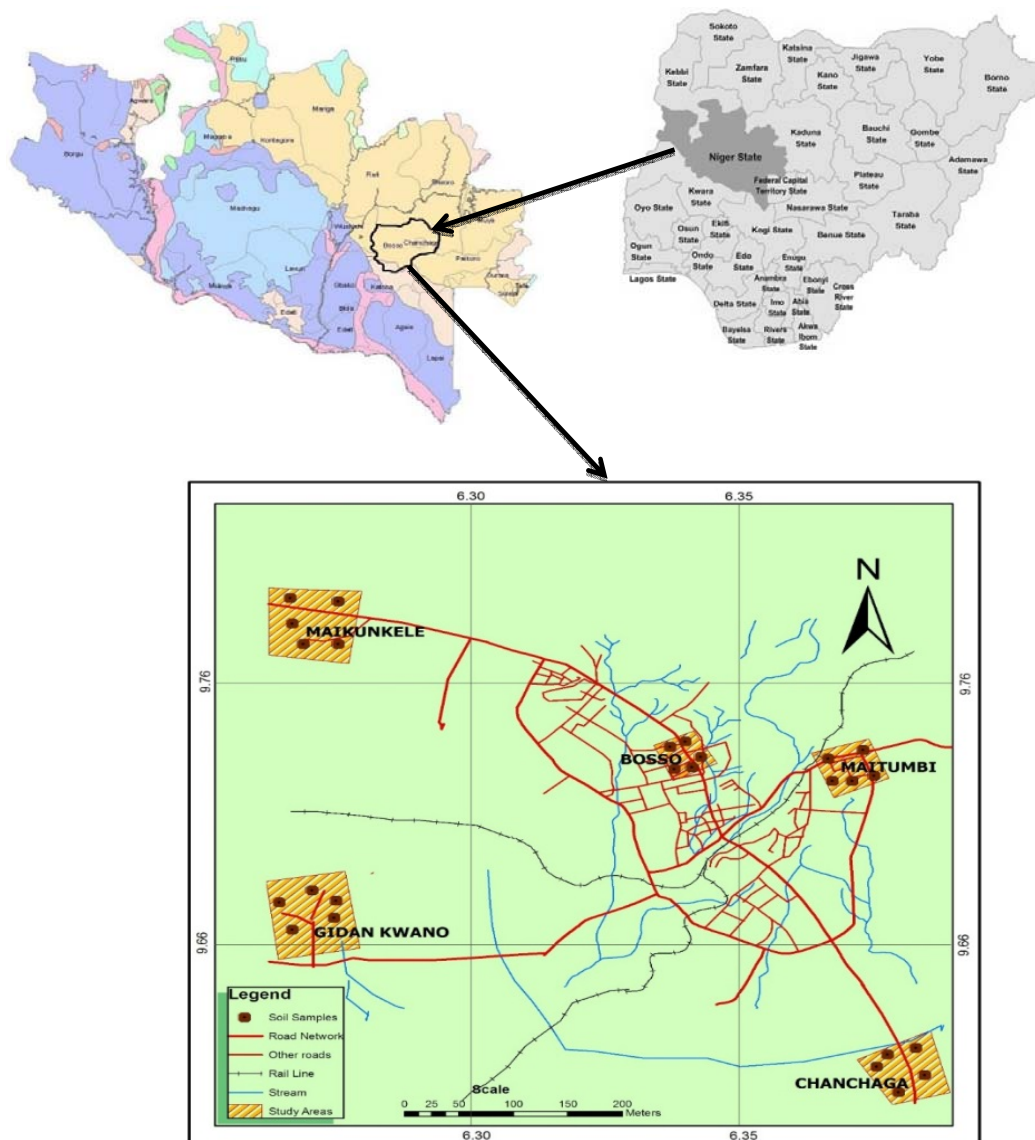 Sokoto
State
Kebbi
State
Zamfara
State
Katsina
State
Kano
State
Jigawa
State
Yobe
State
Borno
State
Niger State
Kaduna
State
Bauchi
State
Gombe
State
Adamawa
State
Federal Capital
Territory State
Plateau
State
Kwara
State
Nasarawa State
Taraba
State
Oyo State
Ekiti
State
Kogi State
Benue State
Osun
State
Ogun
State
Ondo
State
Edo
State
Enugu
State
Lagos State
Anambra
State
Ebonyi
State
Cross
River
State
Delta State
Imo
State
Abia
State
Bayelsa
State
Rivers
State
Akwa
Ibom
State
Agwara
Borgu
Magama
Kontagora
Mariga
Rafi
Mashegu
Wushishi
Bosso
Chanchaga
Paikoro
Lavun
Gbako
Katcha
Bida
Edati
Edati
Agaie
Lapai
Gurara
6.30
6.35
N
MAIKUNKELE
9.76
9.76
BOSSO
MAITUMBI
GIDAN KWANO
9.66
9.66
CHANCHAGA
Legend
Soil Samples
Road Network
Other roads
Rail Line
Stream
Study Areas
Scale
0 25 50 100 150 200
Meters
6.30
6.35